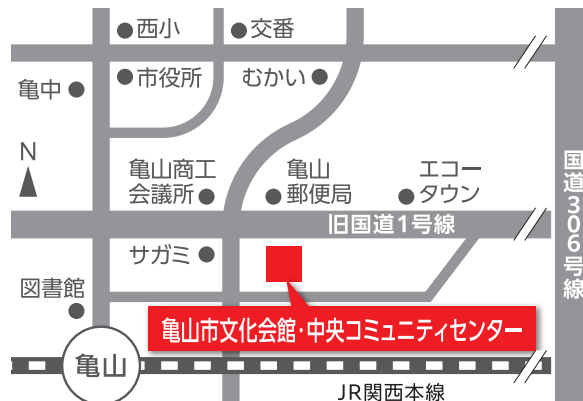 西小
交番
市役所
むかい
亀中
N
亀山商工
会議所
亀山
郵便局
エコー
タウン
国道306号線
旧国道1号線
サガミ
図書館
亀山市文化会館・中央コミュニティセンター
亀山
JR関西本線